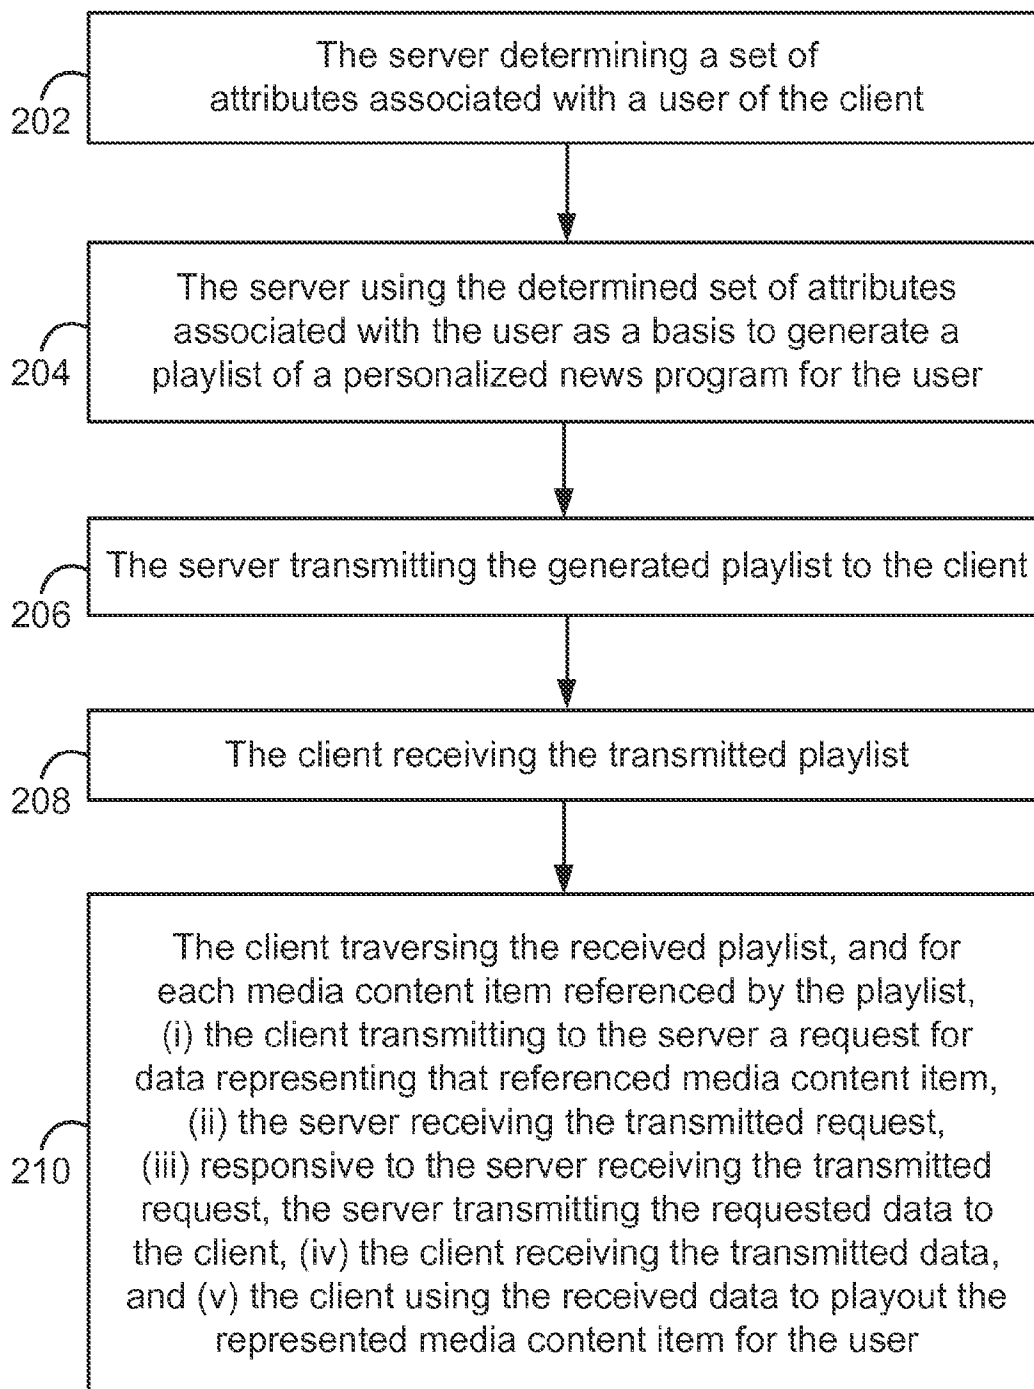 The server determining a set of
attributes associated with a user of the client
202
The server using the determined set of attributes
associated with the user as a basis to generate a
playlist of a personalized news program for the user
204
The server transmitting the generated playlist to the client
206
The client receiving the transmitted playlist
208
The client traversing the received playlist, and for
each media content item referenced by the playlist,
(i) the client transmitting to the server a request for
data representing that referenced media content item,
(ii) the server receiving the transmitted request,
(iii) responsive to the server receiving the transmitted
request, the server transmitting the requested data to
the client, (iv) the client receiving the transmitted data,
and (v) the client using the received data to playout the
represented media content item for the user
210